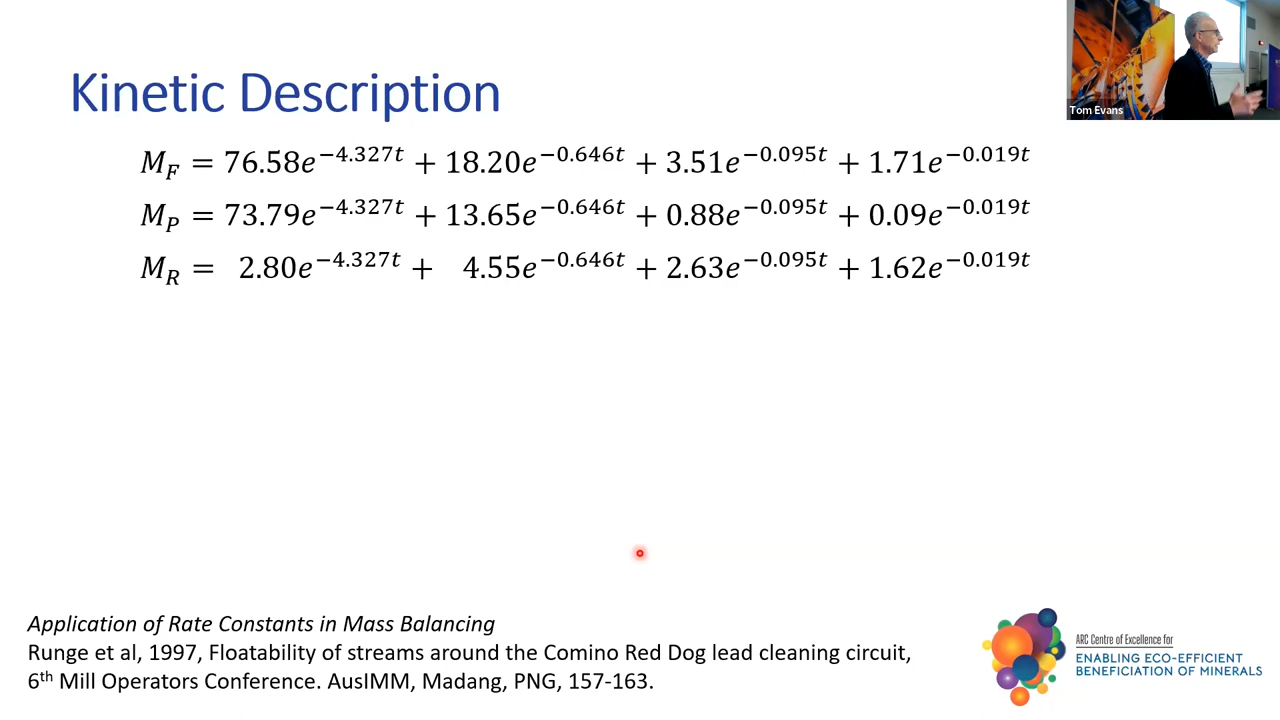 Tom Evans
Kinetic Description
M_F = 76.58e^{−4.327t} + 18.20e^{−0.646t} + 3.51e^{−0.095t} + 1.71e^{−0.019t}
M_P = 73.79e^{−4.327t} + 13.65e^{−0.646t} + 0.88e^{−0.095t} + 0.09e^{−0.019t}
M_R = 2.80e^{−4.327t} + 4.55e^{−0.646t} + 2.63e^{−0.095t} + 1.62e^{−0.019t}
Application of Rate Constants in Mass Balancing
Runge et al, 1997, Floatability of streams around the Comino Red Dog lead cleaning circuit,
6th Mill Operators Conference. AusIMM, Madang, PNG, 157-163.
ARC Centre of Excellence for
ENABLING ECO-EFFICIENT
BENEFICIATION OF MINERALS